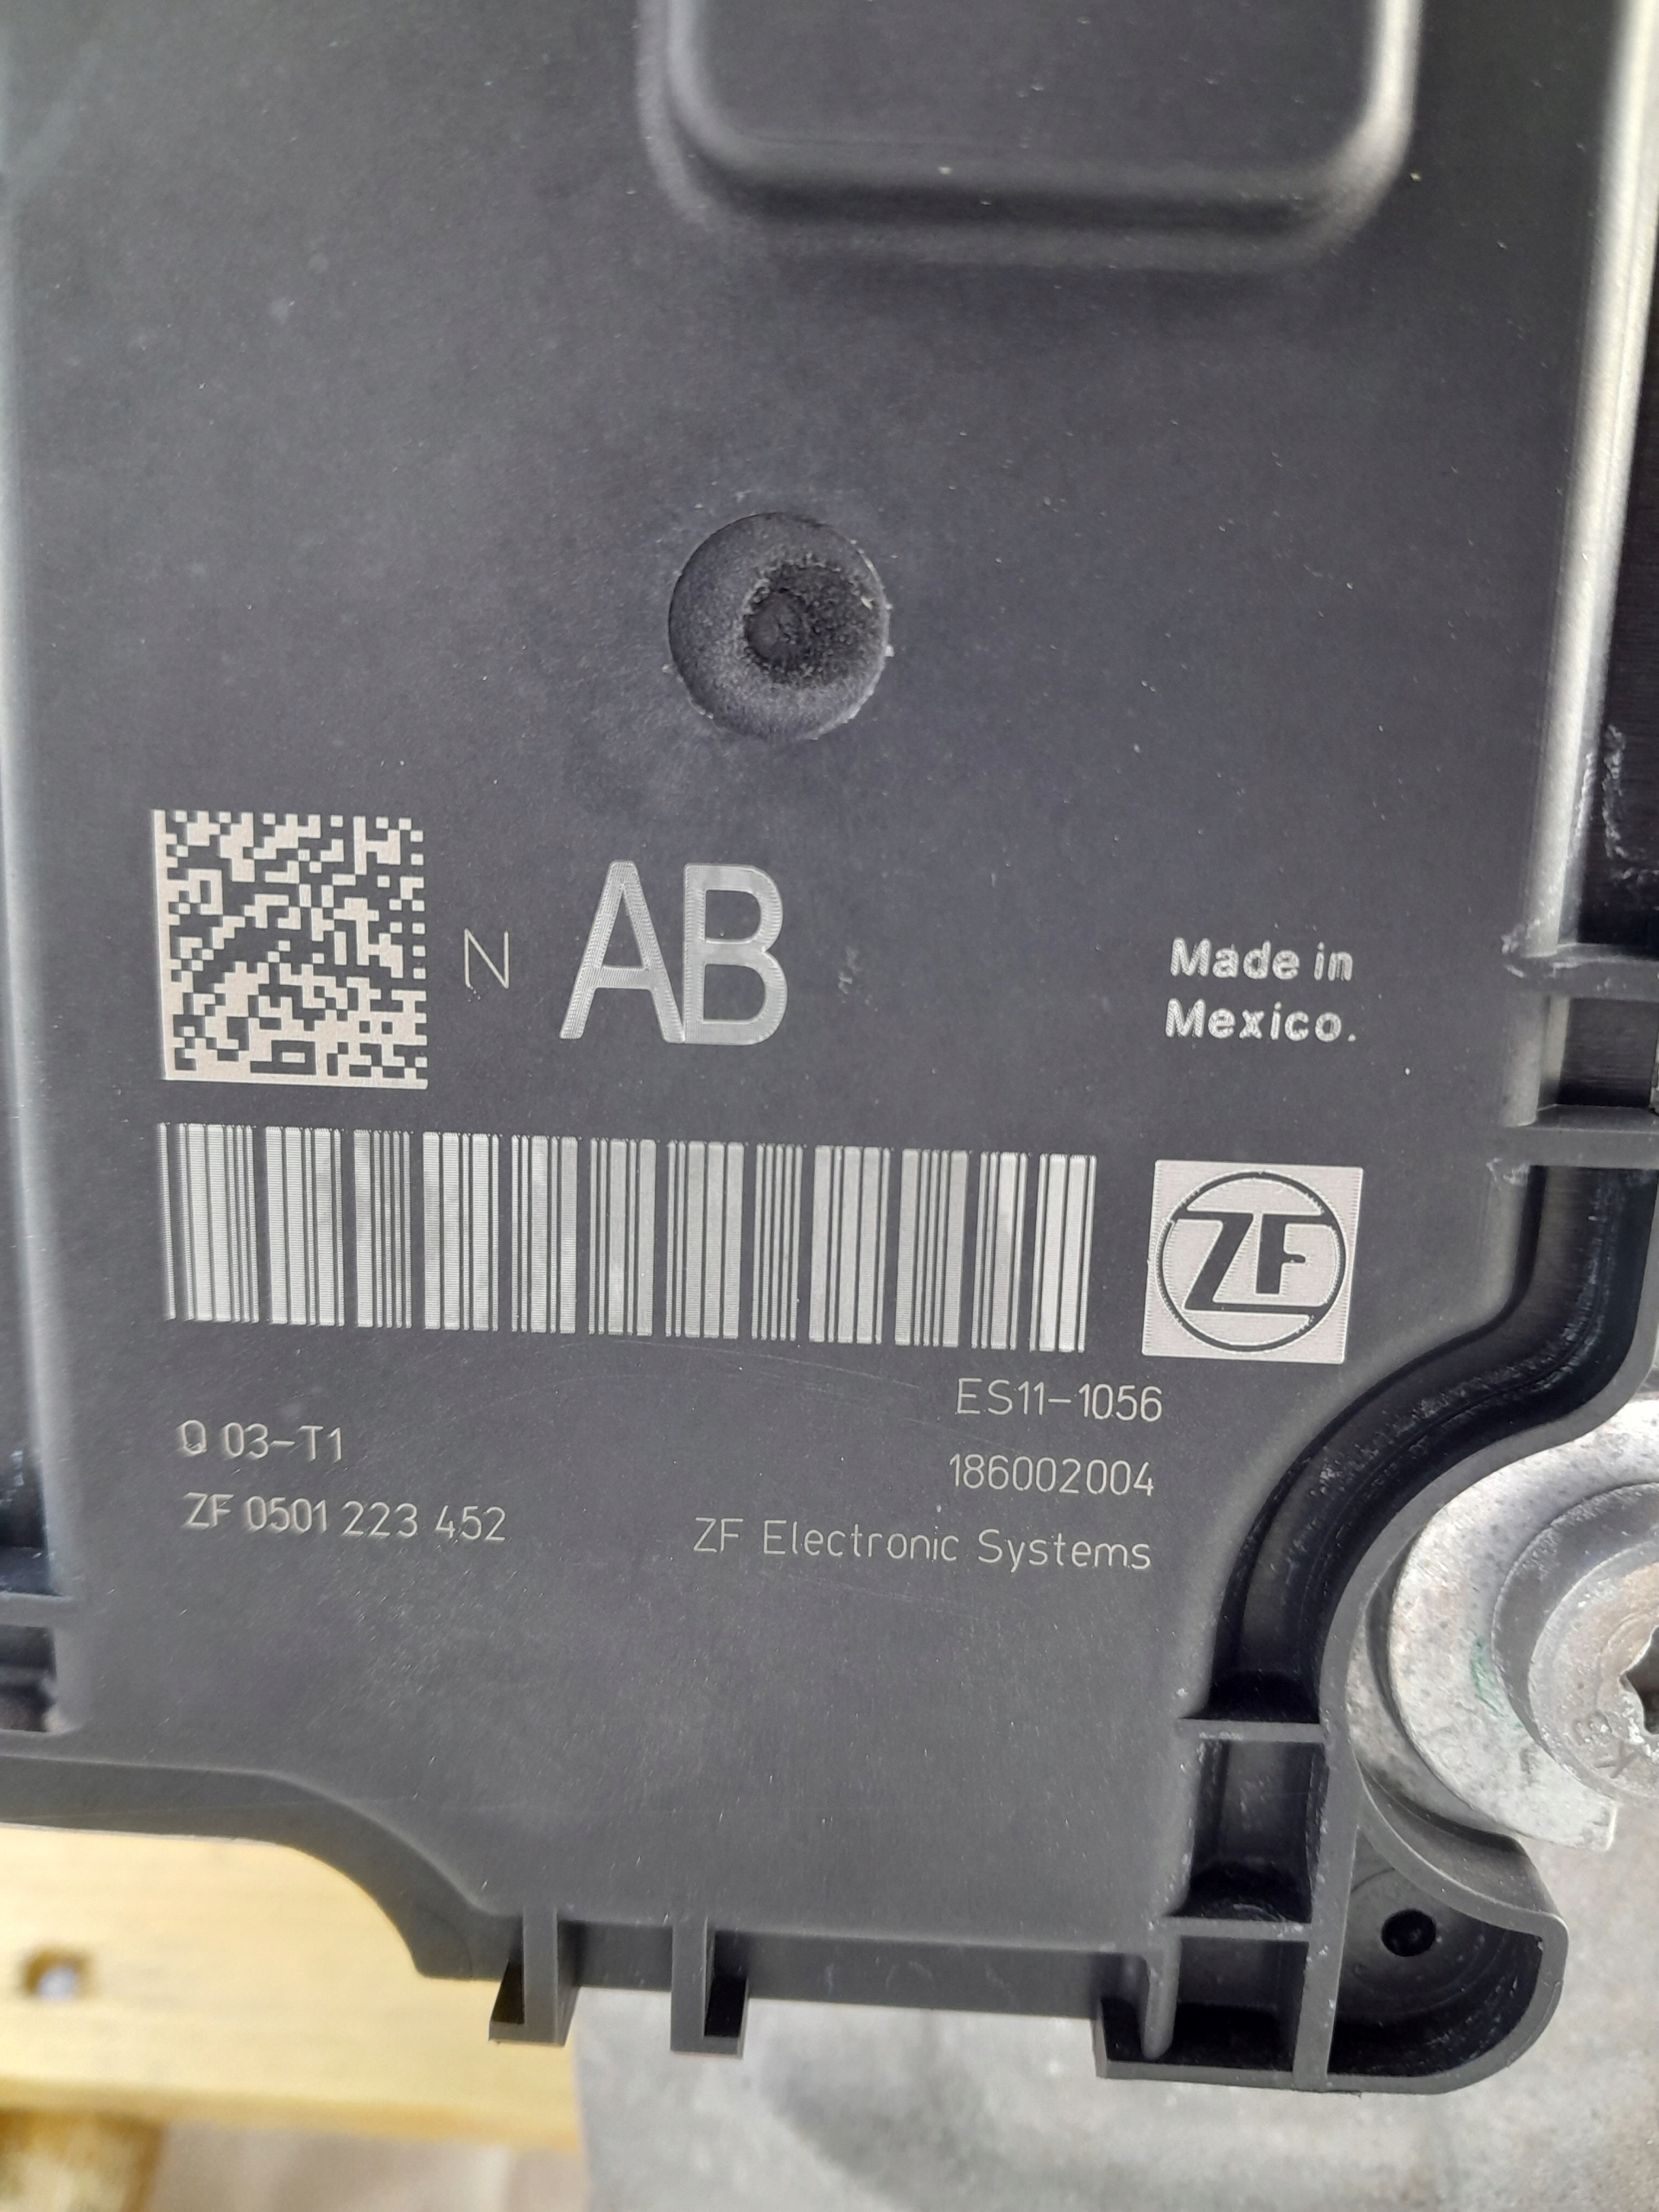 N AB
Made in
Mexico.
ZF
ES11-1056
Q 03-T1
186002004
ZF 0501 223 452
ZF Electronic Systems